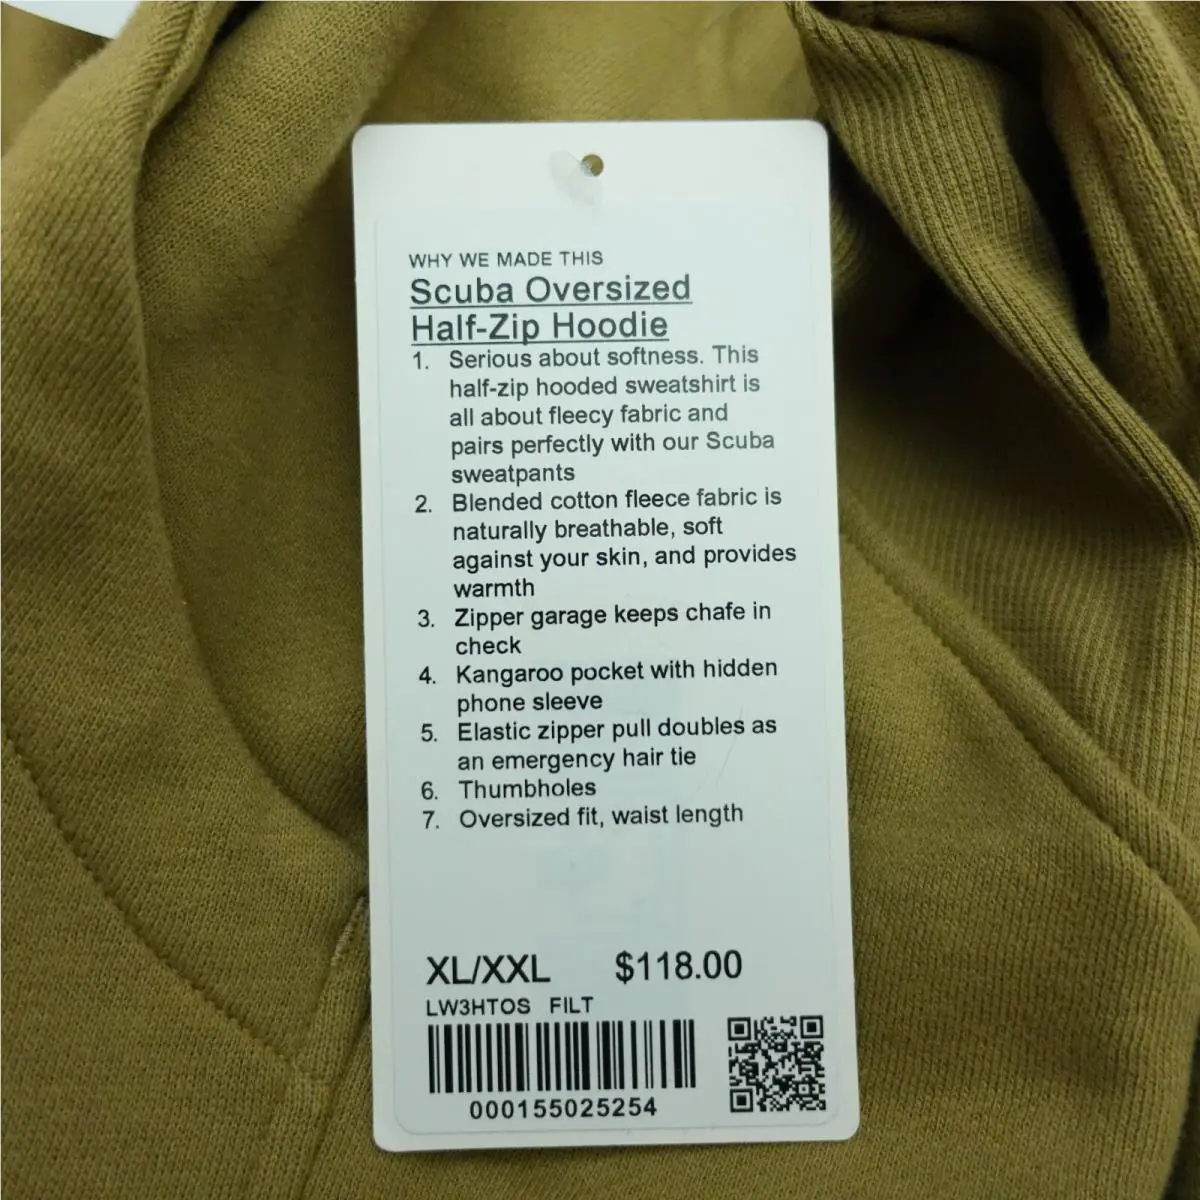 WHY WE MADE THIS
Scuba Oversized
Half-Zip Hoodie
1. Serious about softness. This
half-zip hooded sweatshirt is
all about fleecy fabric and
pairs perfectly with our Scuba
sweatpants
2. Blended cotton fleece fabric is
naturally breathable, soft
against your skin, and provides
warmth
3. Zipper garage keeps chafe in
check
4. Kangaroo pocket with hidden
phone sleeve
5. Elastic zipper pull doubles as
an emergency hair tie
6. Thumbholes
7. Oversized fit, waist length
XL/XXL $118.00
LW3HTOS FILT
000155025254